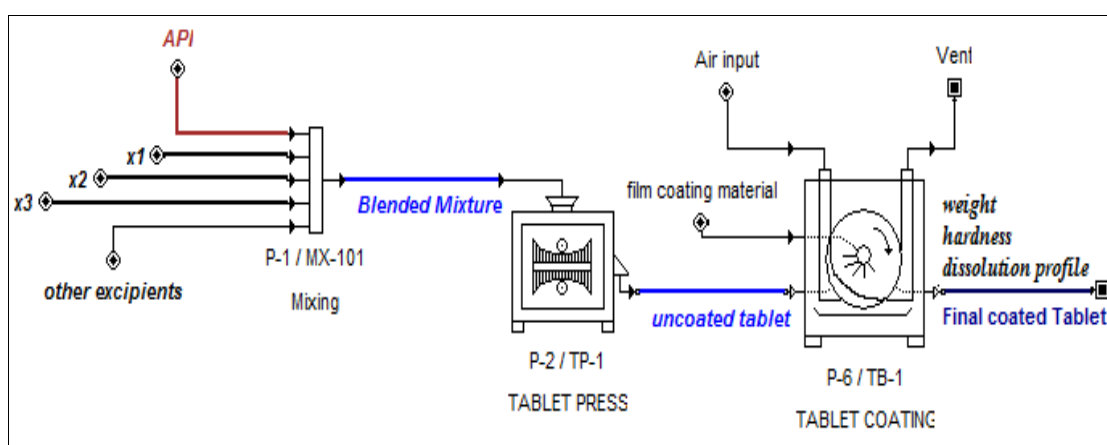 API
Air input
Vent
x1
x2
x3
Blended Mixture
film coating material
weight
hardness
dissolution profile
P-1 / MX-101
Mixing
other excipients
uncoated tablet
Final coated Tablet
P-2 / TP-1
TABLET PRESS
P-6 / TB-1
TABLET COATING